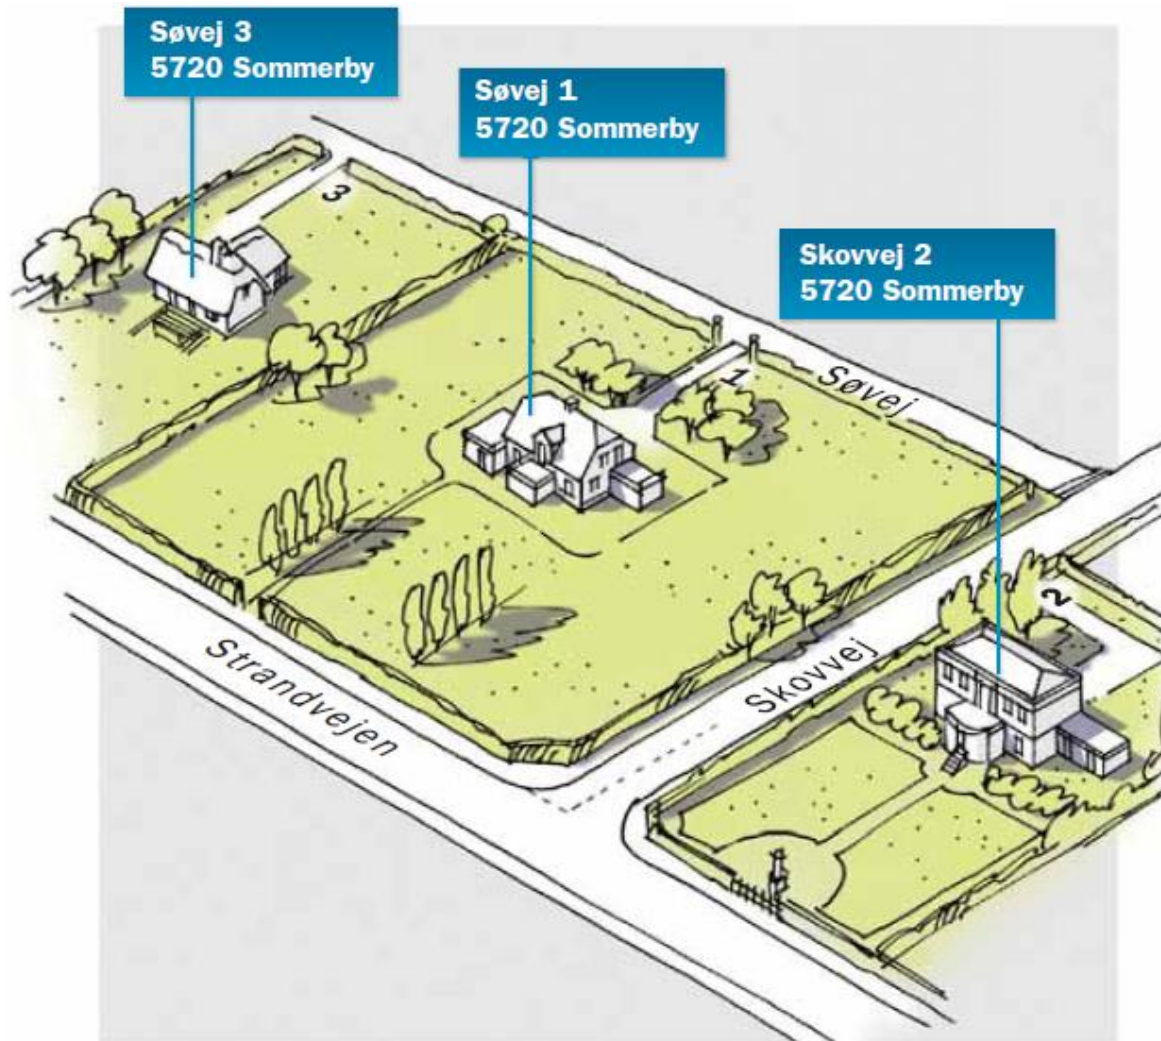 Søvej 3
5720 Sommerby
Søvej 1
5720 Sommerby
Skovvej 2
5720 Sommerby
3
1
Søvej
2
Skovvej
Strandvejen